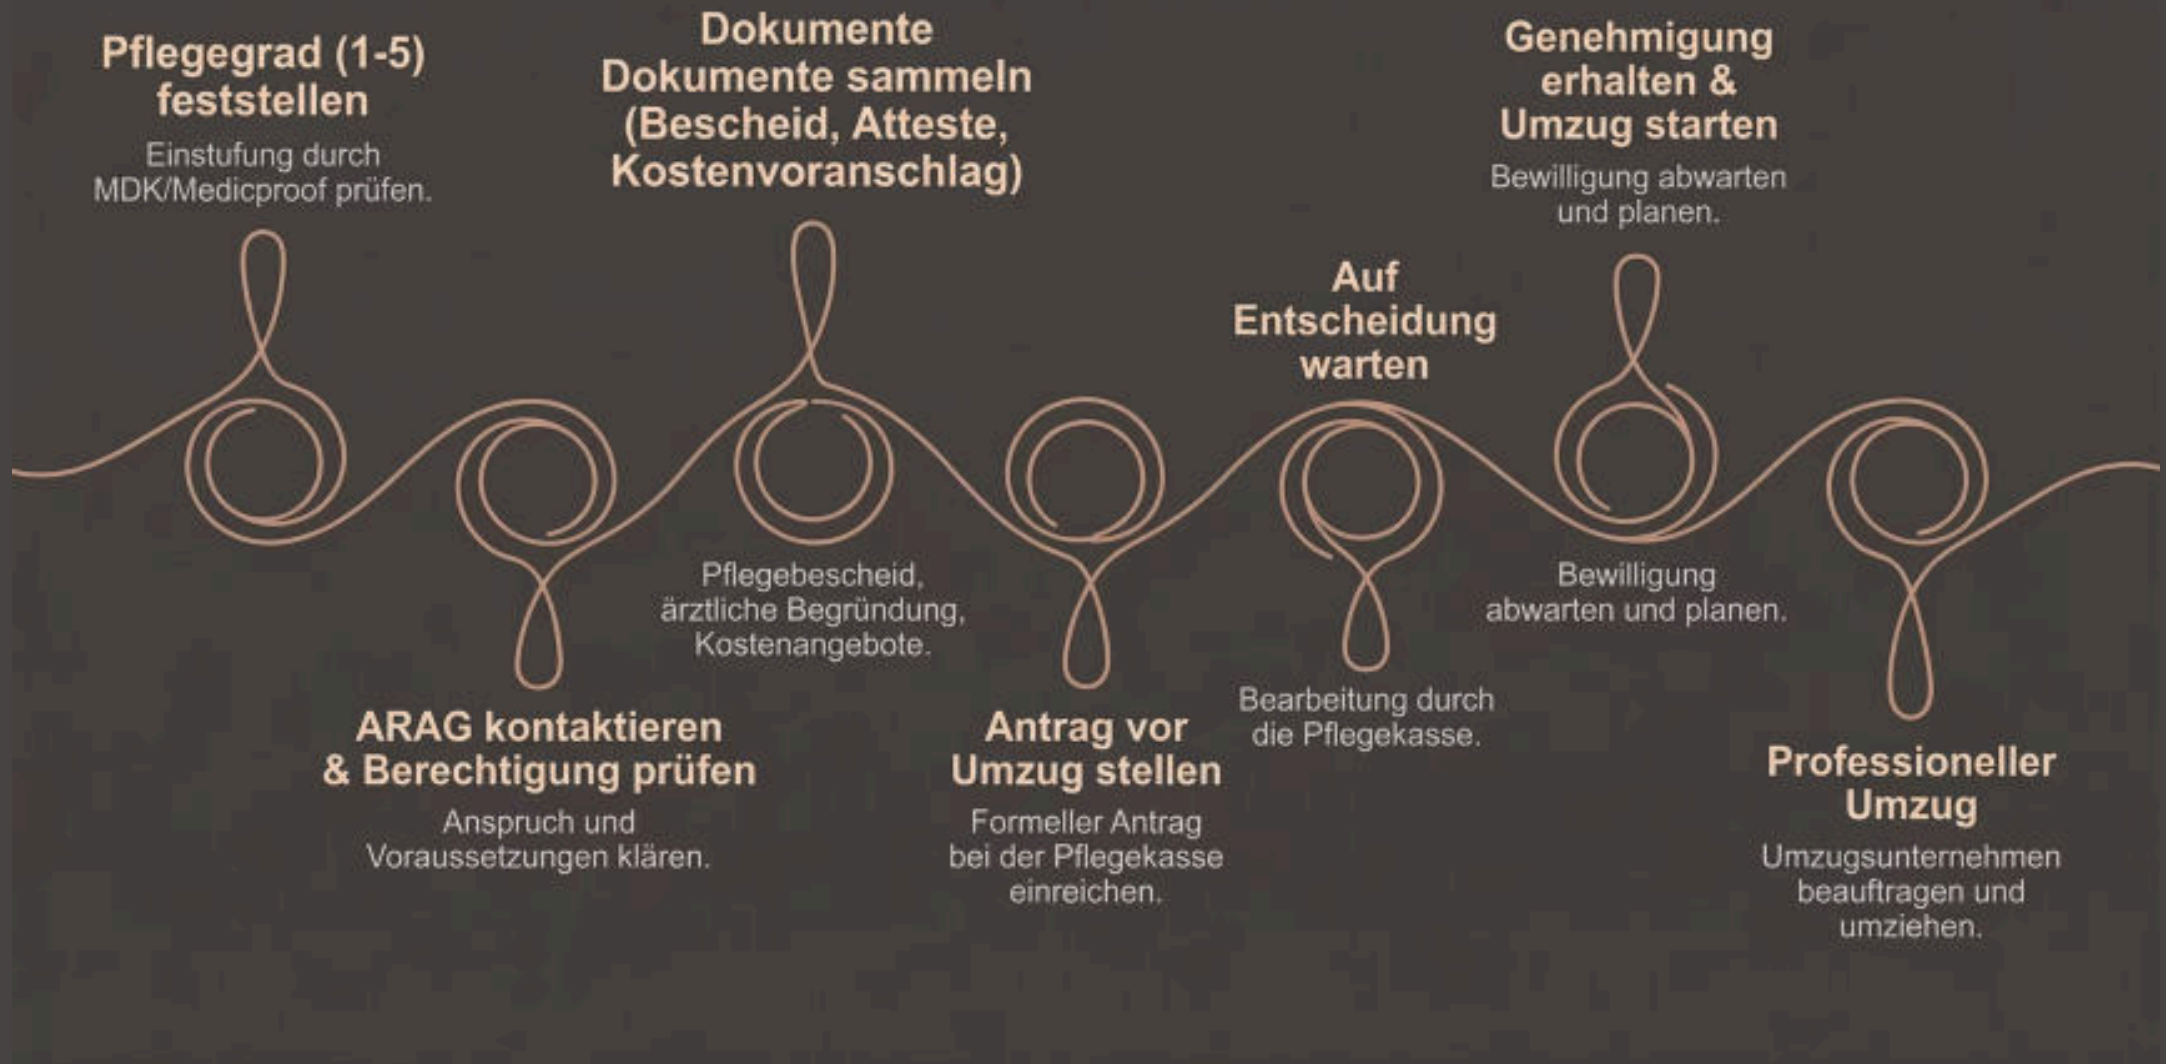 Pflegegrad (1-5)
feststellen
Einstufung durch
MDK/Medicproof prüfen.
ARAG kontaktieren
& Berechtigung prüfen
Anspruch und
Voraussetzungen klären.
Dokumente
Dokumente sammeln
(Bescheid, Atteste,
Kostenvoranschlag)
Pflegebescheid,
ärztliche Begründung,
Kostenangebote.
Antrag vor
Umzug stellen
Formeller Antrag
bei der Pflegekasse
einreichen.
Auf
Entscheidung
warten
Bearbeitung durch
die Pflegekasse.
Genehmigung
erhalten &
Umzug starten
Bewilligung abwarten
und planen.
Bewilligung
abwarten und planen.
Professioneller
Umzug
Umzugsunternehmen
beauftragen und
umziehen.